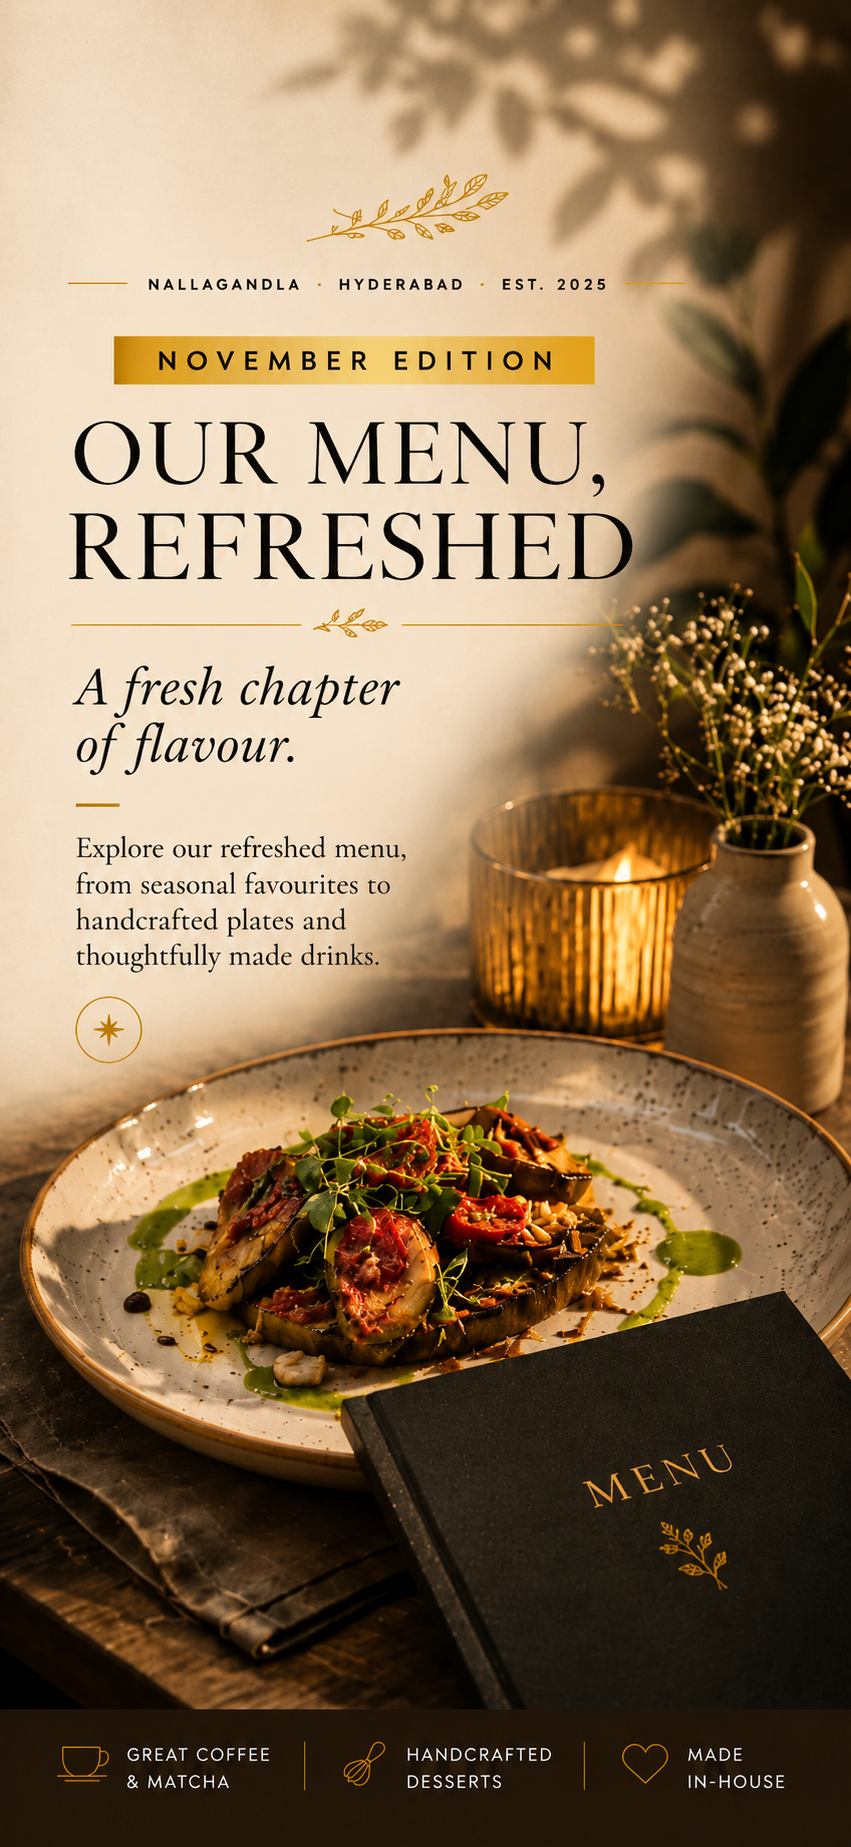 NALLAGANDLA · HYDERABAD · EST. 2025
NOVEMBER EDITION
OUR MENU,
REFRESHED
A fresh chapter
of flavour.
Explore our refreshed menu,
from seasonal favourites to
handcrafted plates and
thoughtfully made drinks.
MENU
GREAT COFFEE
& MATCHA
HANDCRAFTED
DESSERTS
MADE
IN-HOUSE